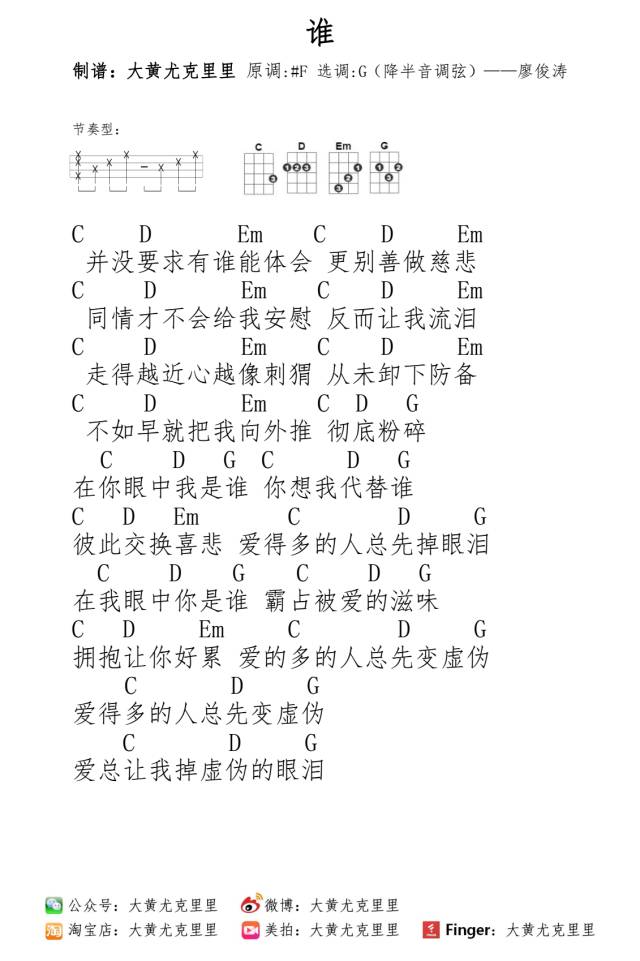 谁
制谱：大黄尤克里里 原调:#F 选调:G（降半音调弦）——廖俊涛
节奏型：
C D Em G
C D Em C D Em
并没要求有谁能体会 更别善做慈悲
C D Em C D Em
同情才不会给我安慰 反而让我流泪
C D Em C D Em
走得越近心越像刺猬 从未卸下防备
C D Em C D G
不如早就把我向外推 彻底粉碎
C D G C D G
在你眼中我是谁 你想我代替谁
C D Em C D G
彼此交换喜悲 爱得多的人总先掉眼泪
C D G C D G
在我眼中你是谁 霸占被爱的滋味
C D Em C D G
拥抱让你好累 爱的多的人总先变虚伪
C D G
爱得多的人总先变虚伪
C D G
爱总让我掉虚伪的眼泪
公众号：大黄尤克里里 微博：大黄尤克里里
淘 淘宝店：大黄尤克里里 美拍：大黄尤克里里 Finger：大黄尤克里里